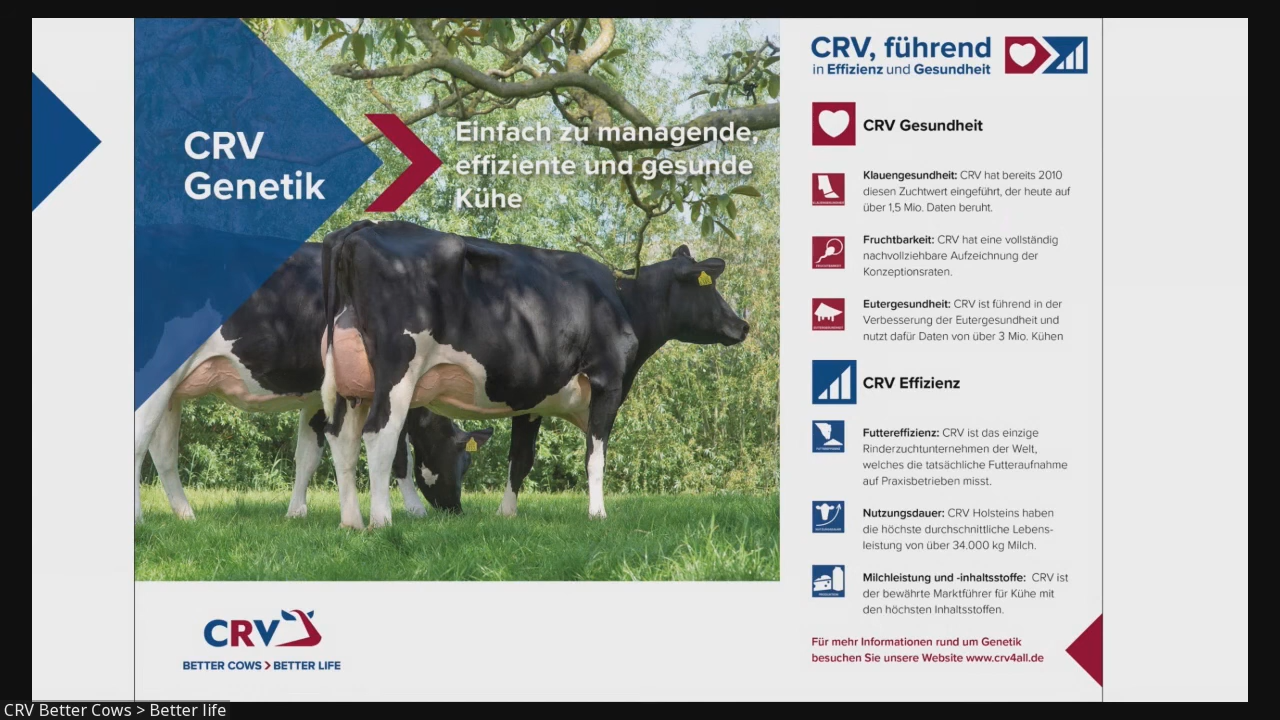 CRV
Genetik
Einfach zu managende,
effiziente und gesunde
Kühe
CRV
BETTER COWS > BETTER LIFE
CRV, führend
in Effizienz und Gesundheit
CRV Gesundheit
Klauengesundheit: CRV hat bereits 2010
diesen Zuchtwert eingeführt, der heute auf
über 1,5 Mio. Daten beruht.
Fruchtbarkeit: CRV hat eine vollständig
nachvollziehbare Aufzeichnung der
Konzeptionsraten.
Eutergesundheit: CRV ist führend in der
Verbesserung der Eutergesundheit und
nutzt dafür Daten von über 3 Mio. Kühen
CRV Effizienz
Futtereffizienz: CRV ist das einzige
Rinderzuchtunternehmen der Welt,
welches die tatsächliche Futteraufnahme
auf Praxisbetrieben misst.
Nutzungsdauer: CRV Holsteins haben
die höchste durchschnittliche Lebens-
leistung von über 34.000 kg Milch.
Milchleistung und -inhaltsstoffe: CRV ist
der bewährte Marktführer für Kühe mit
den höchsten Inhaltsstoffen.
Für mehr Informationen rund um Genetik
besuchen Sie unsere Website www.crv4all.de
CRV Better Cows > Better life